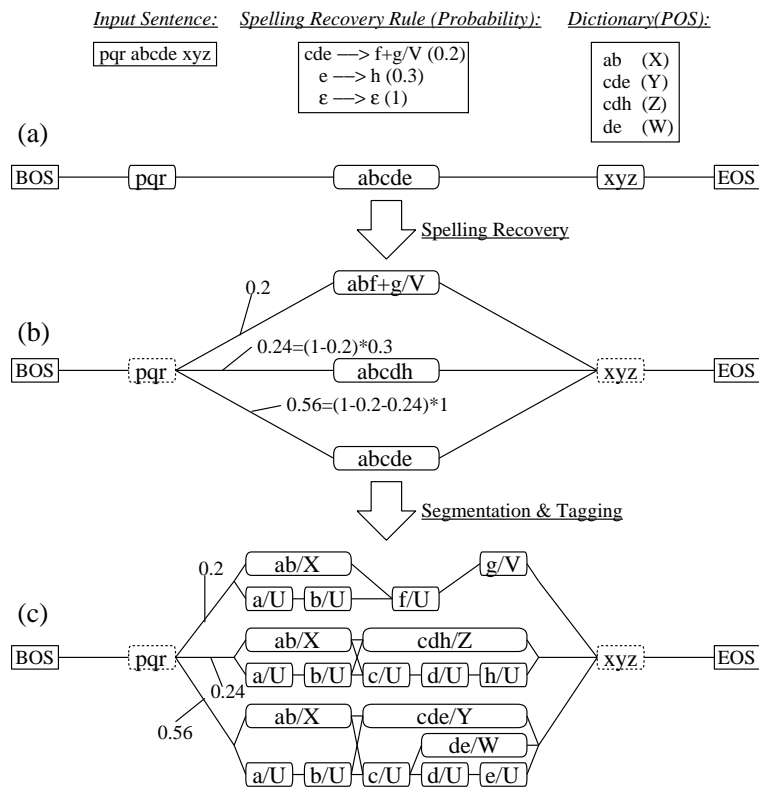 Input Sentence: Spelling Recovery Rule (Probability): Dictionary(POS):
pqr abcde xyz
cde —> f+g/V (0.2)
e —> h (0.3)
ε —> ε (1)
ab (X)
cde (Y)
cdh (Z)
de (W)
(a)
BOS pqr abcde xyz EOS
Spelling Recovery
abf+g/V
0.2
(b)
0.24=(1-0.2)*0.3
BOS pqr abcdh xyz EOS
0.56=(1-0.2-0.24)*1
abcde
Segmentation & Tagging
0.2 ab/X g/V
a/U b/U f/U
(c)
ab/X cdh/Z
BOS pqr xyz EOS
a/U b/U c/U d/U h/U
0.24
0.56 ab/X cde/Y
de/W
a/U b/U c/U d/U e/U